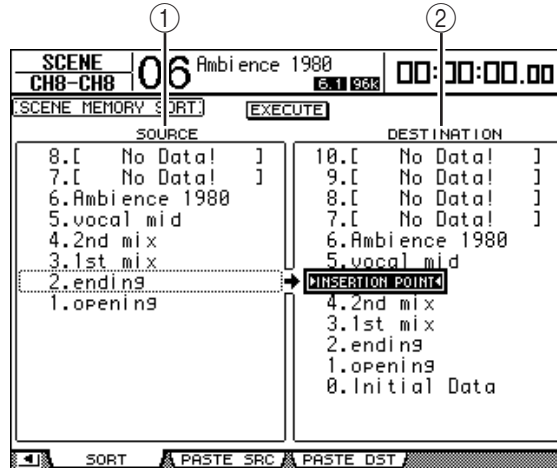 ① ②
SCENE
CH8-CH8
06 Ambience 1980
6.1 96k
00:00:00.00
SCENE MEMORY SORT
EXECUTE
SOURCE
8.[ No Data! ]
7.[ No Data! ]
6.Ambience 1980
5.vocal mid
4.2nd mix
3.1st mix
2.ending
1.opening
DESTINATION
10.[ No Data! ]
9.[ No Data! ]
8.[ No Data! ]
7.[ No Data! ]
6.Ambience 1980
5.vocal mid
INSERTION POINT
4.2nd mix
3.1st mix
2.ending
1.opening
0.Initial Data
SORT PASTE SRC PASTE DST